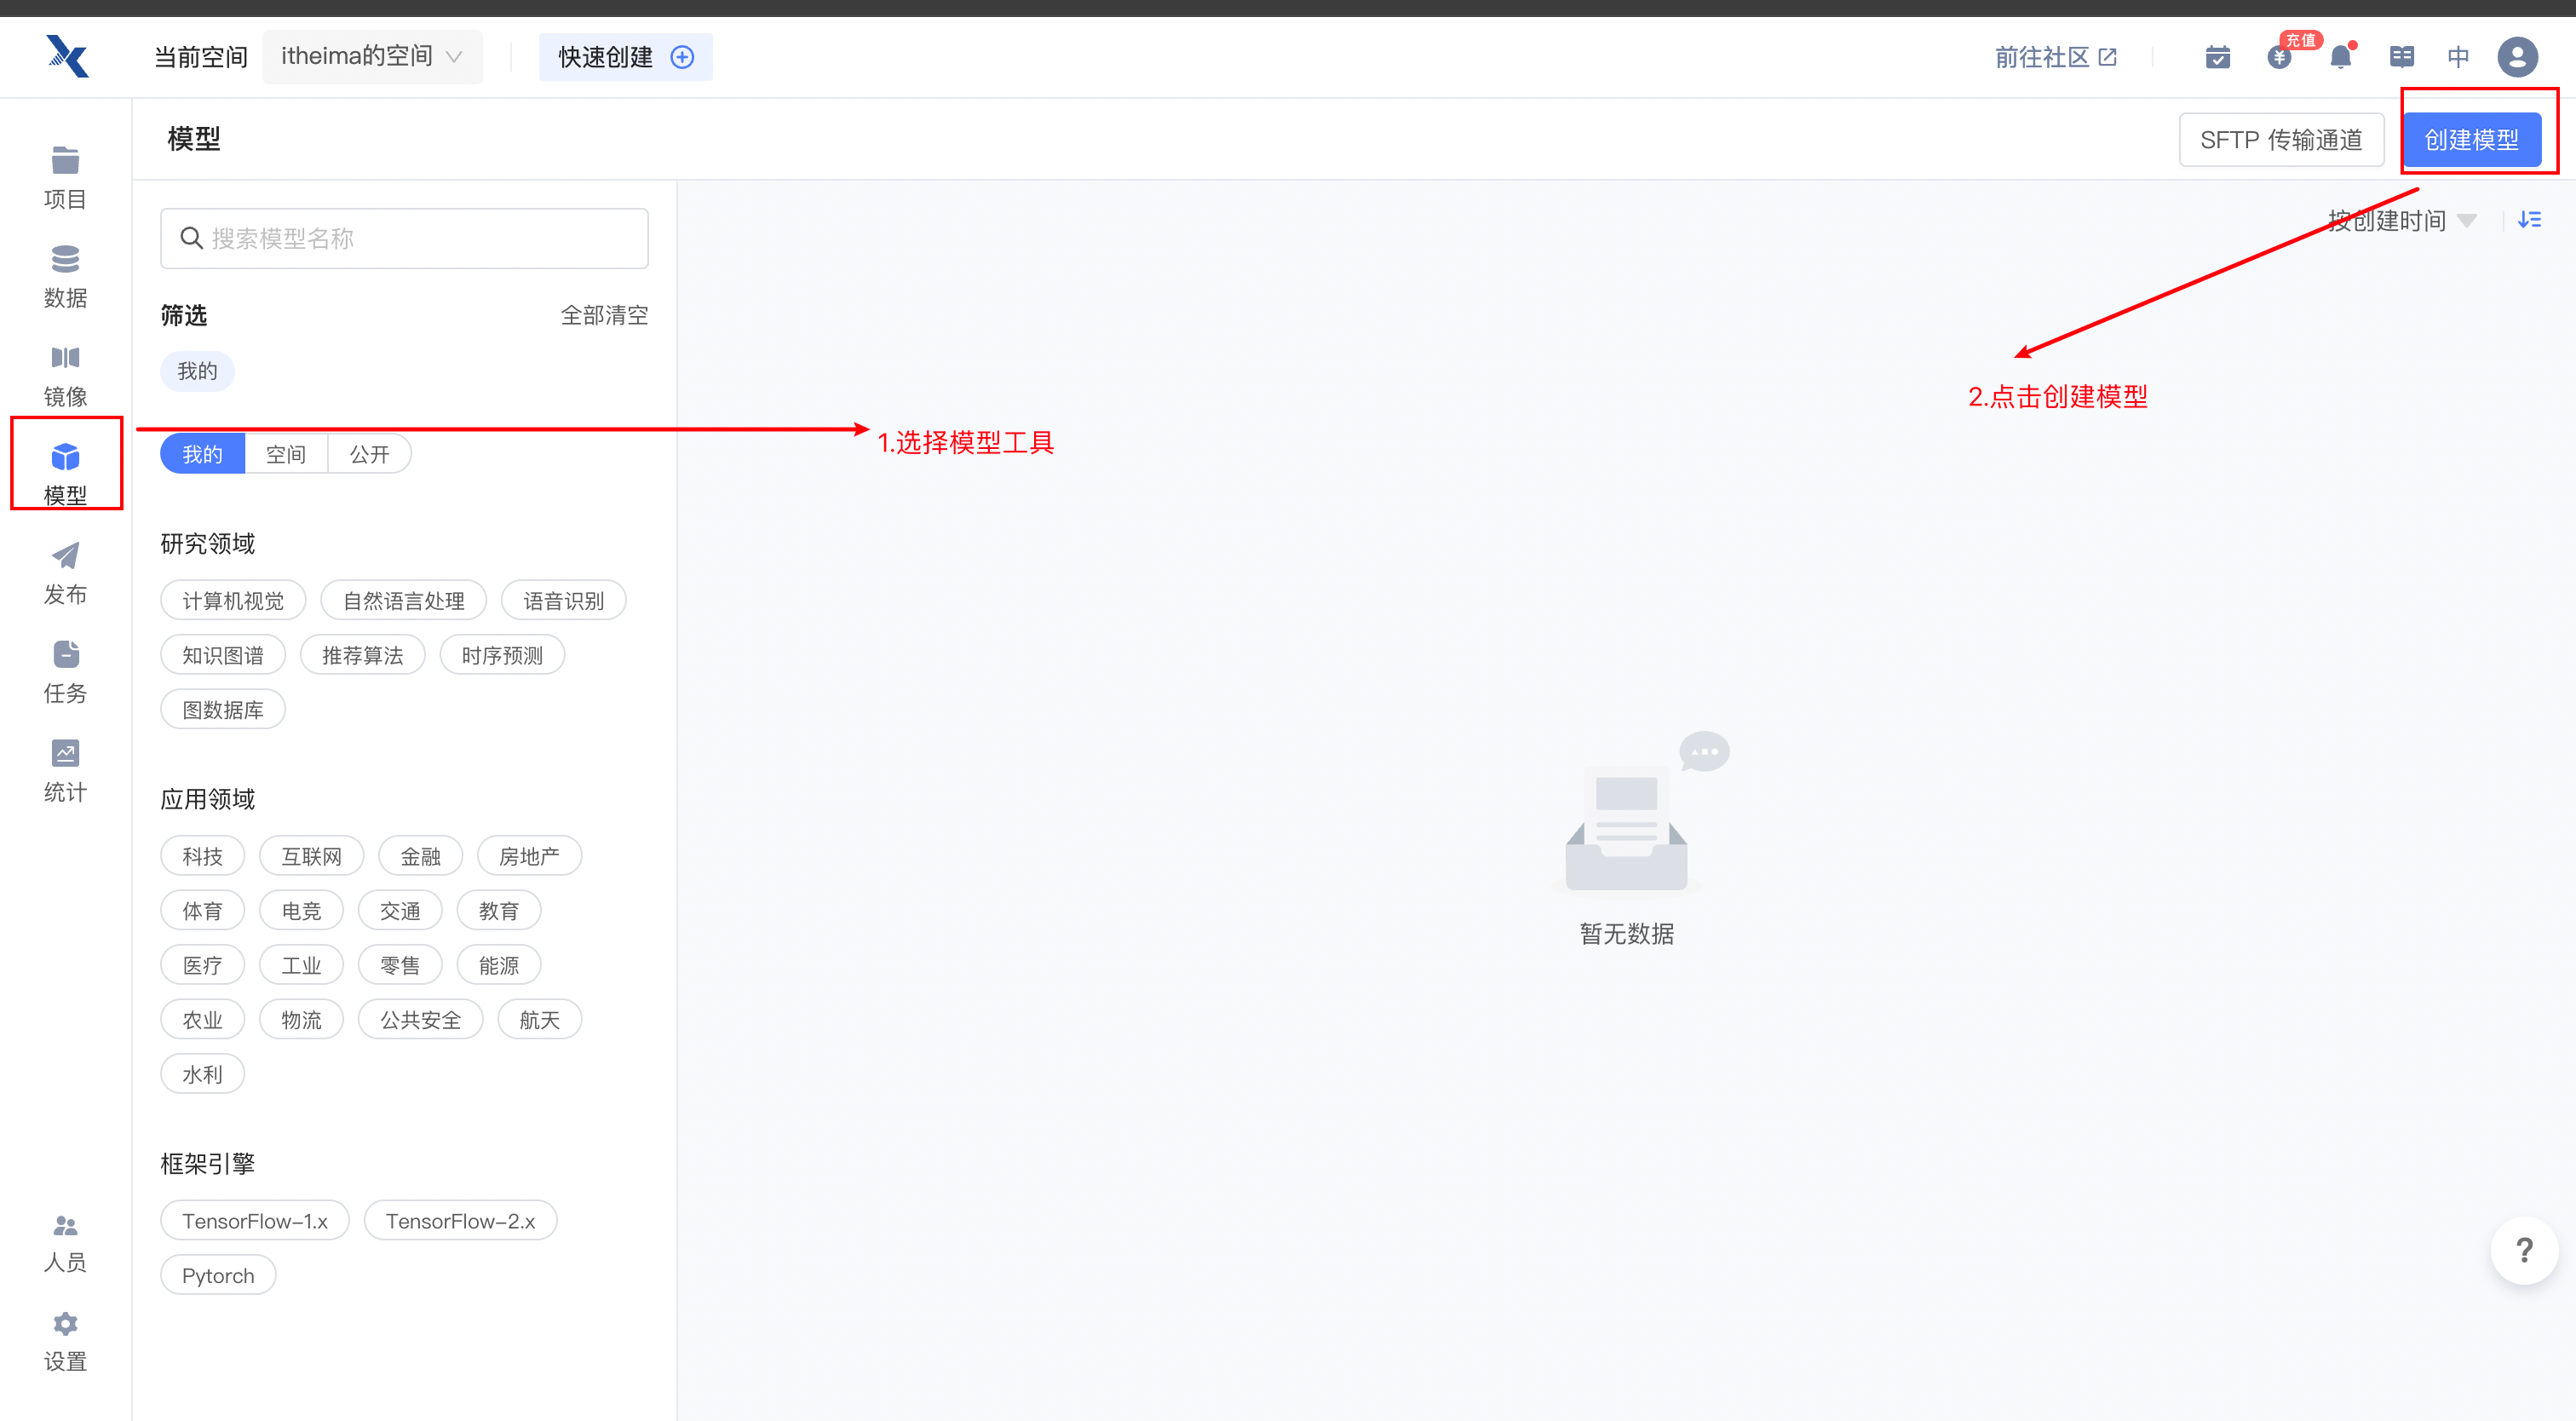 当前空间 itheima的空间 快速创建 前往社区 充值 中
模型 SFTP 传输通道 创建模型
项目
数据
镜像
模型
发布
任务
统计
人员
设置
搜索模型名称
筛选 全部清空
我的
我的 空间 公开
研究领域
计算机视觉 自然语言处理 语音识别
知识图谱 推荐算法 时序预测
图数据库
应用领域
科技 互联网 金融 房地产
体育 电竞 交通 教育
医疗 工业 零售 能源
农业 物流 公共安全 航天
水利
框架引擎
TensorFlow-1.x TensorFlow-2.x
Pytorch
按创建时间
1.选择模型工具
2.点击创建模型
暂无数据
?